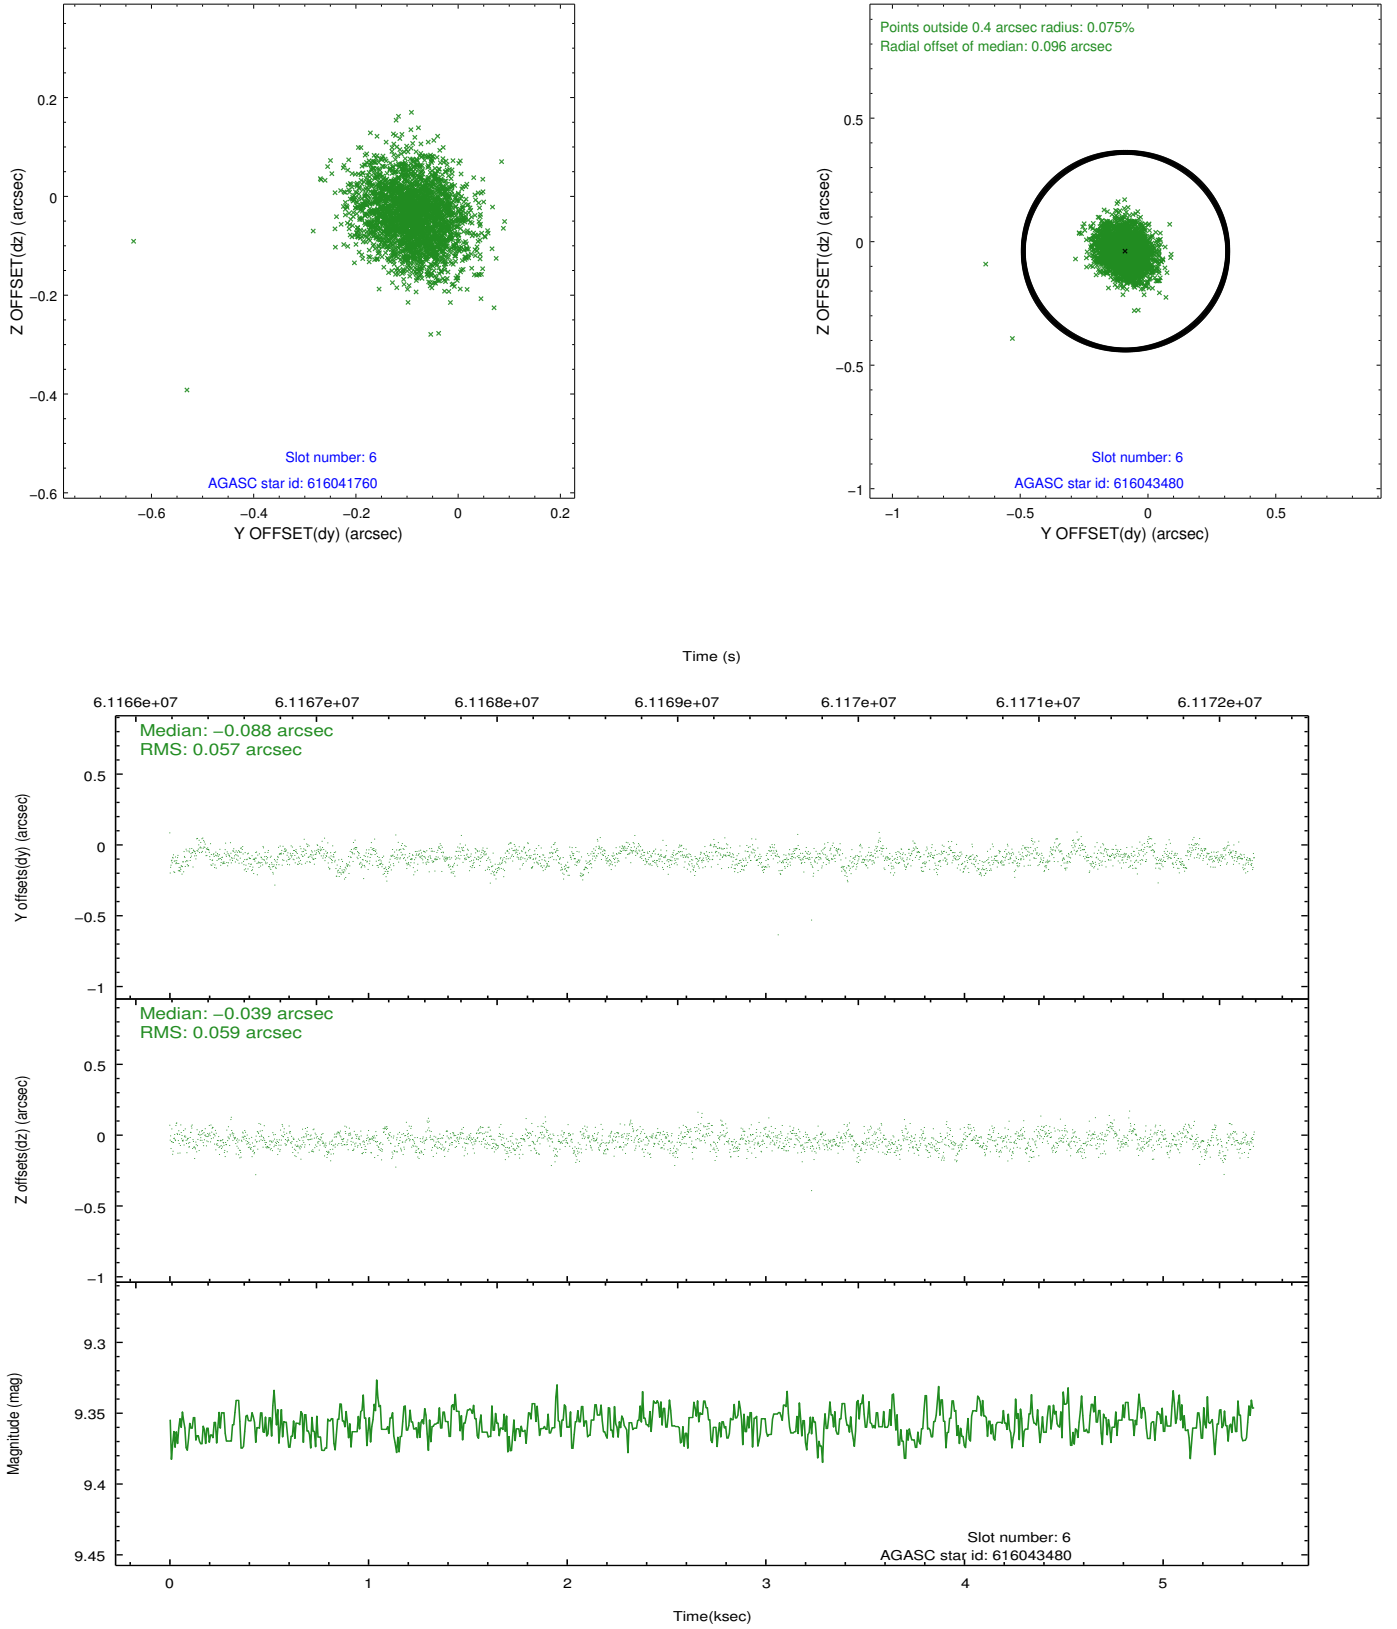 0.2
0
−0.2
−0.4
−0.6
Z OFFSET(dz) (arcsec)
Slot number: 6
AGASC star id: 616041760
−0.6
−0.4
−0.2
0
0.2
Y OFFSET(dy) (arcsec)
Points outside 0.4 arcsec radius: 0.075%
Radial offset of median: 0.096 arcsec
0.5
0
−0.5
−1
Z OFFSET(dz) (arcsec)
Slot number: 6
AGASC star id: 616043480
−1
−0.5
0
0.5
Y OFFSET(dy) (arcsec)
Time (s)
6.1166e+07
6.1167e+07
6.1168e+07
6.1169e+07
6.117e+07
6.1171e+07
6.1172e+07
Median: −0.088 arcsec
RMS: 0.057 arcsec
0.5
0
−0.5
−1
Y offsets(dy) (arcsec)
Median: −0.039 arcsec
RMS: 0.059 arcsec
0.5
0
−0.5
−1
Z offsets(dz) (arcsec)
9.3
9.35
9.4
9.45
Magnitude (mag)
Slot number: 6
AGASC star id: 616043480
0
1
2
3
4
5
Time(ksec)